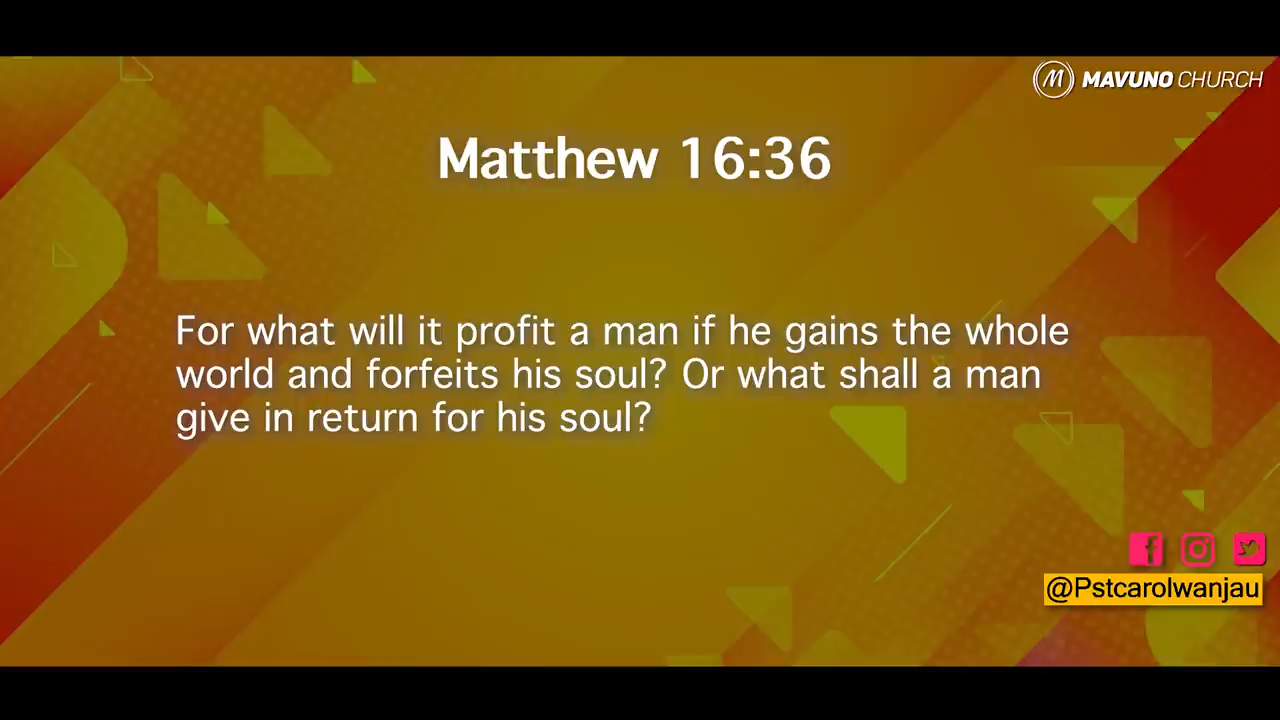 MAVUNO CHURCH
Matthew 16:36
For what will it profit a man if he gains the whole
world and forfeits his soul? Or what shall a man
give in return for his soul?
@Pstcarolwanjau